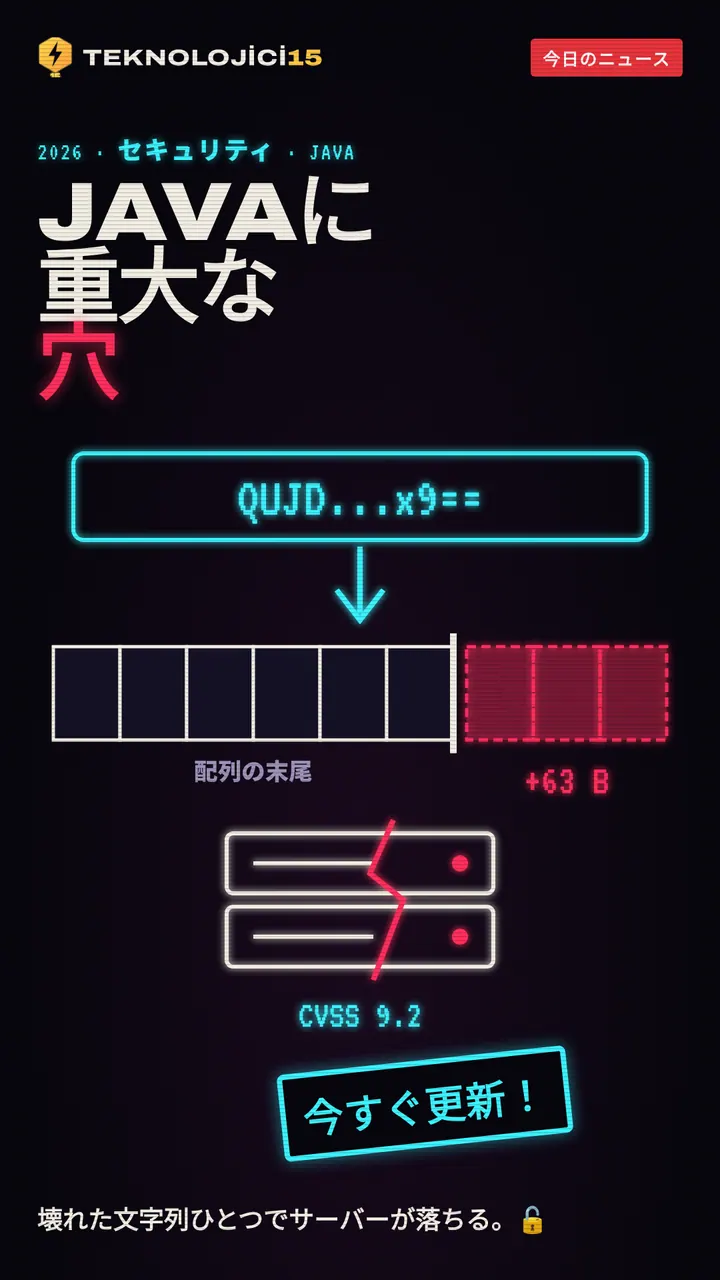 TEKNOLOJİCİ15
今日のニュース
2026 · セキュリティ · JAVA
JAVAに
重大な
穴
QUJD...x9==
配列の末尾
+63 B
CVSS 9.2
今すぐ更新！
壊れた文字列ひとつでサーバーが落ちる。🔓